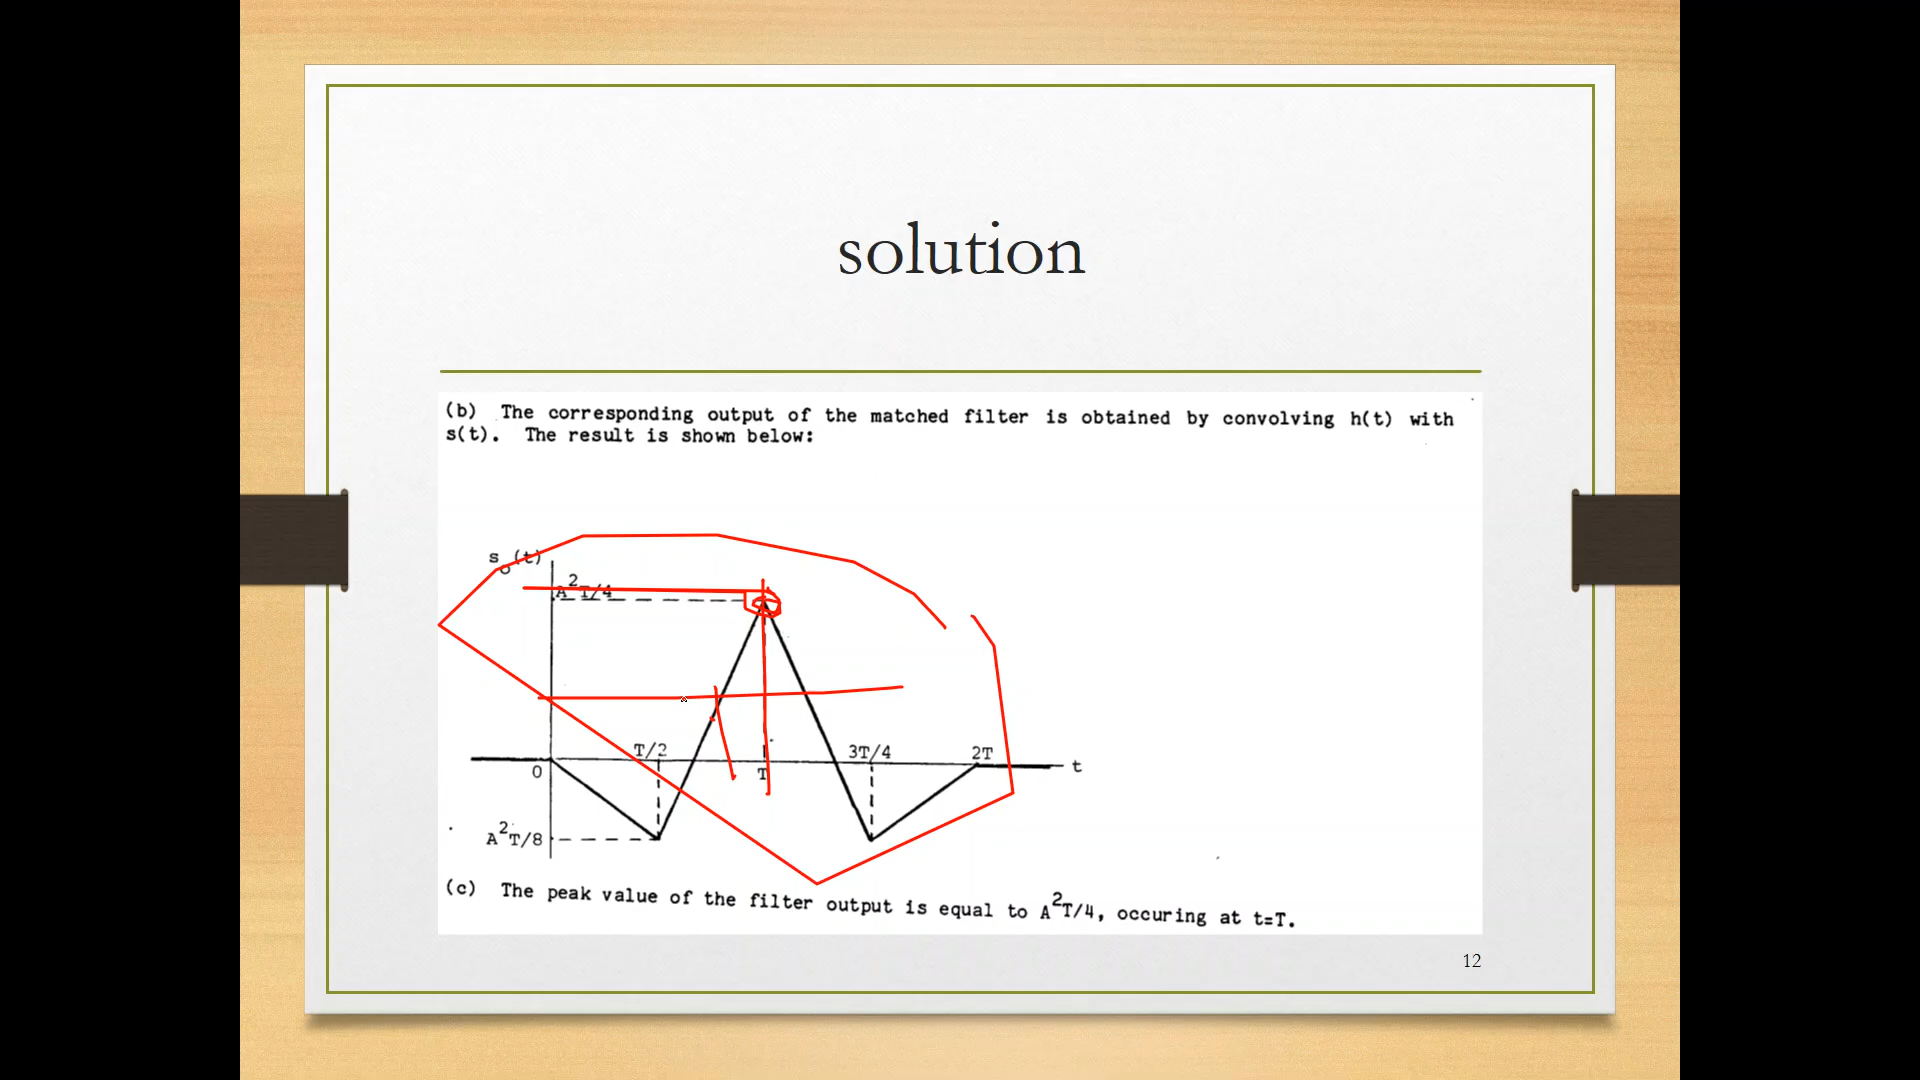 solution
(b) The corresponding output of the matched filter is obtained by convolving h(t) with
s(t). The result is shown below:
s₀(t)
A²T/4
T/2
3T/4
2T
t
0
T
A²T/8
(c) The peak value of the filter output is equal to A²T/4, occuring at t=T.
12